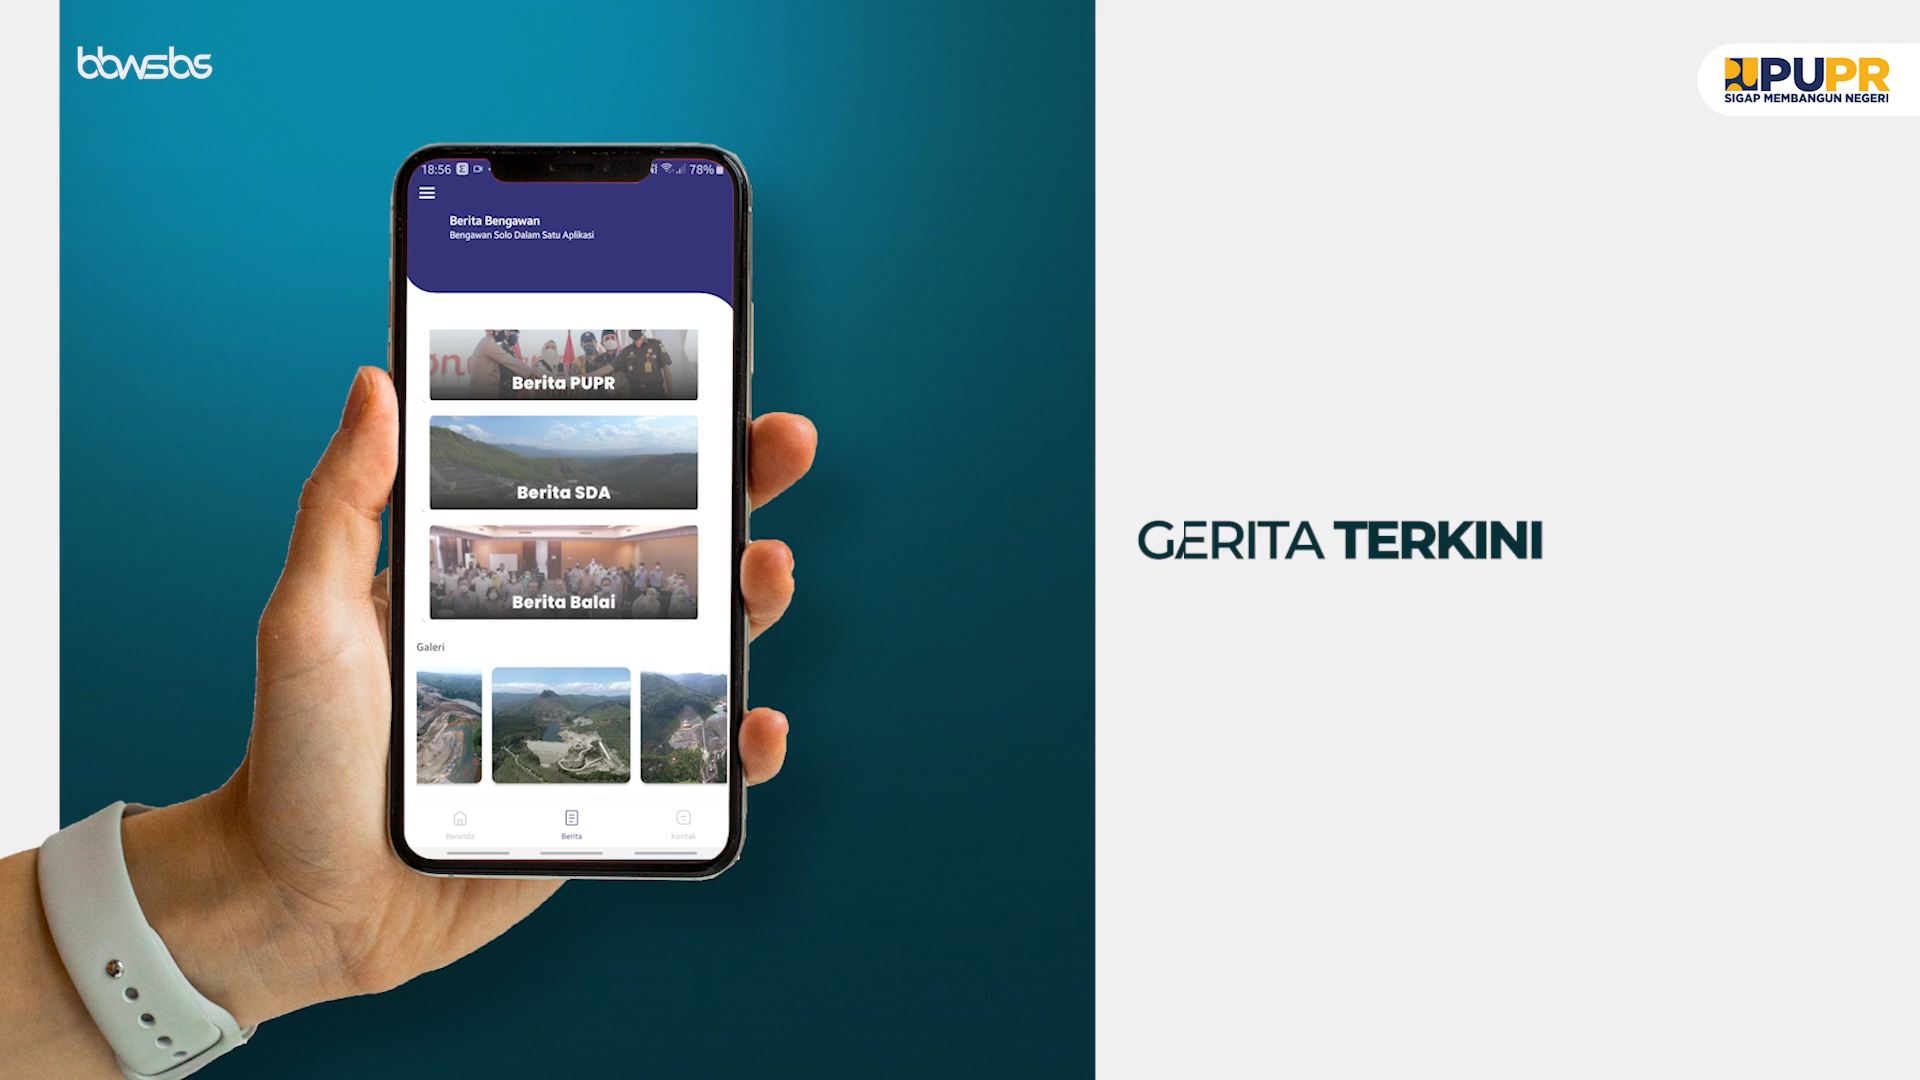 bbwsbs
PUPR
SIGAP MEMBANGUN NEGERI
18:56
78%
Berita Bengawan
Bengawan Solo Dalam Satu Aplikasi
Berita PUPR
Berita SDA
Berita Balai
Galeri
Beranda
Berita
Kontak
TERKINI